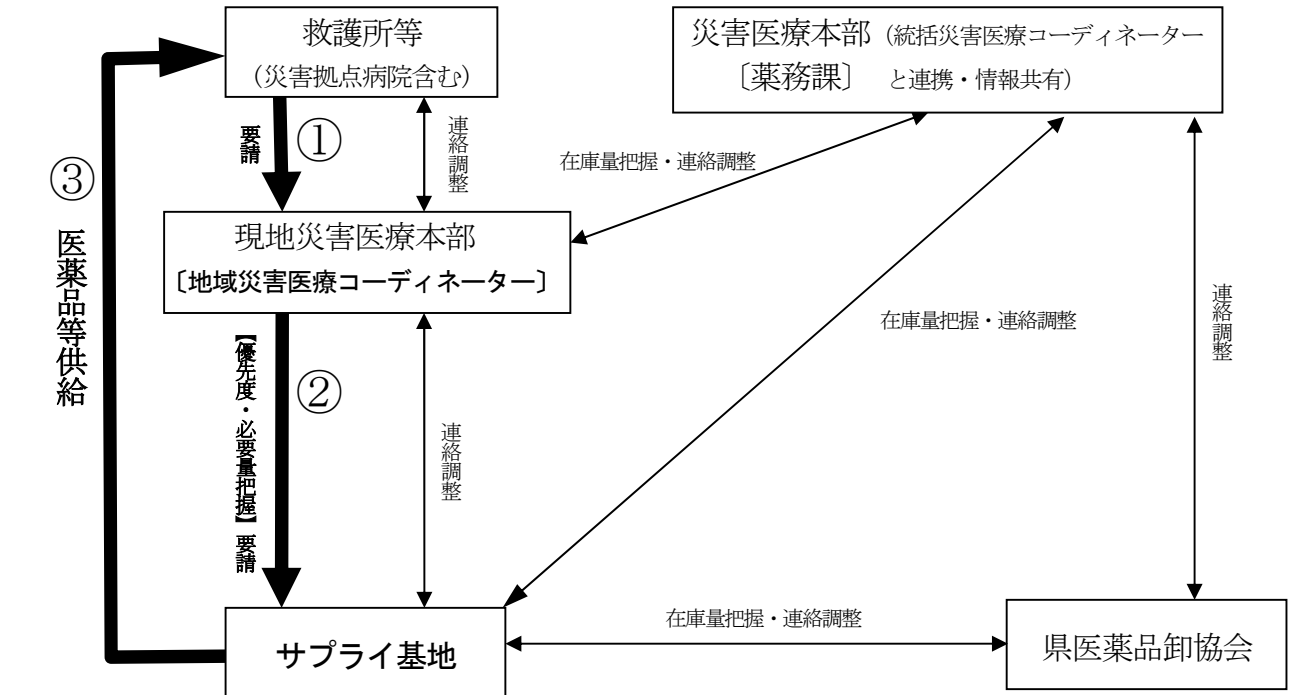 救護所等
（災害拠点病院含む）
災害医療本部（統括災害医療コーディネーター
〔薬務課〕 と連携・情報共有）
要請
①
連絡調整
在庫量把握・連絡調整
③
医薬品等供給
現地災害医療本部
〔地域災害医療コーディネーター〕
在庫量把握・連絡調整
連絡調整
【優先度・必要量把握】要請
②
連絡調整
サプライ基地
在庫量把握・連絡調整
県医薬品卸協会